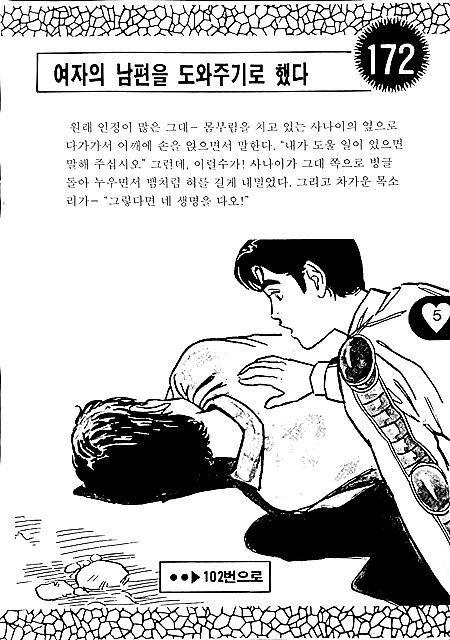 172
여자의 남편을 도와주기로 했다
원래 인정이 많은 그대— 몸부림을 치고 있는 사나이의 옆으로
다가가서 어깨에 손을 얹으면서 말한다. “내가 도울 일이 있으면
말해 주십시오” 그런데, 이럴수가! 사나이가 그대 쪽으로 빙글
돌아 누우면서 뱀처럼 혀를 길게 내밀었다. 그리고 차가운 목소
리가— “그렇다면 네 생명을 다오!”
5
●●▶102번으로